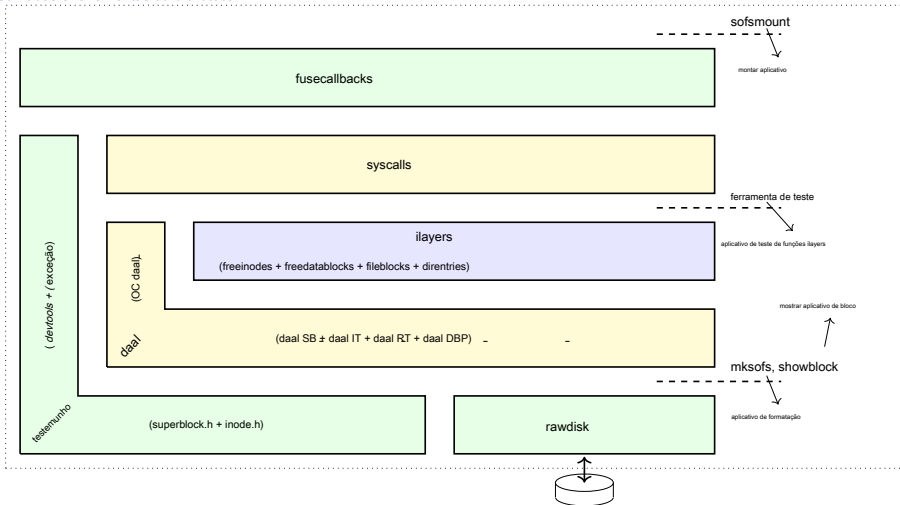 sofsmount
montar aplicativo
fusecallbacks
syscalls
ferramenta de teste
aplicativo de teste de funções ilayers
ilayers
(freeinodes + freedatablocks + fileblocks + direntries)
( devtools + ( exceção)
(OC daal)
daal
(daal SB + daal IT + daal RT + daal DBP)
mostrar aplicativo de bloco
mksofs, showblock
aplicativo de formatação
testemunho
(superblock.h + inode.h)
rawdisk